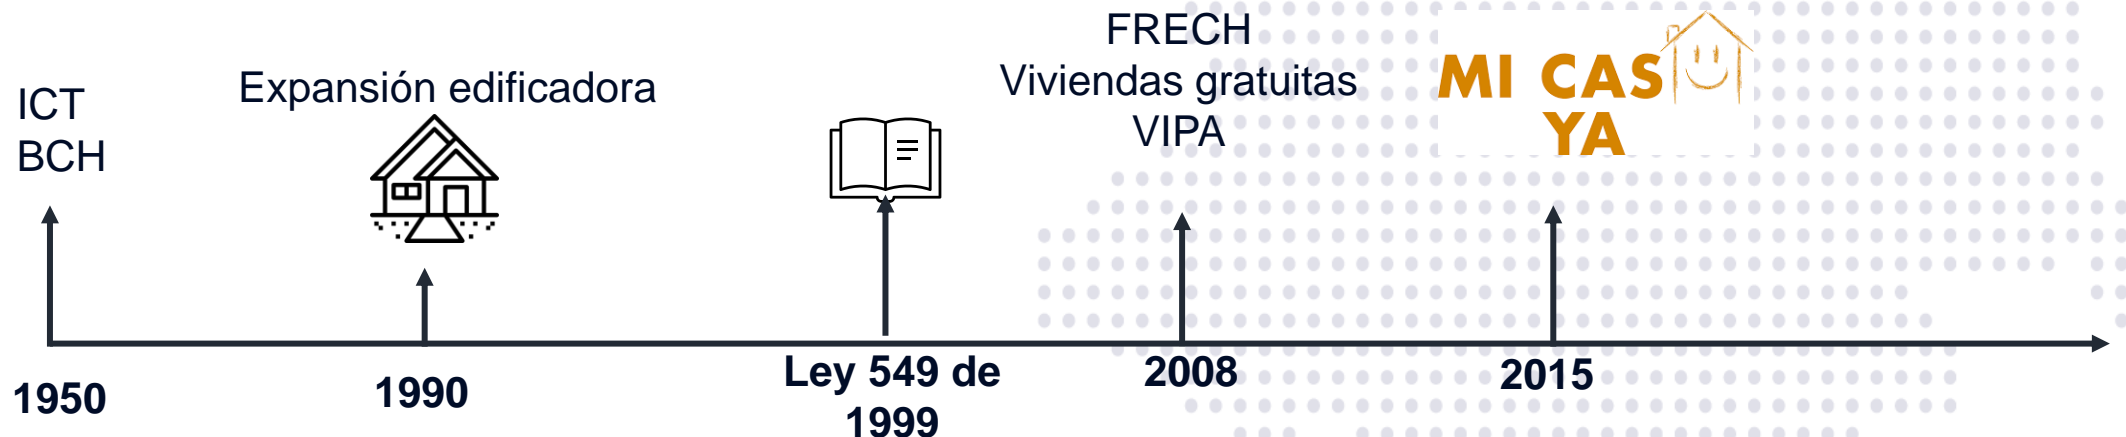 ICT
BCH
Expansión edificadora
FRECH
Viviendas gratuitas
VIPA
MI CAS
YA
1950
1990
Ley 549 de
1999
2008
2015